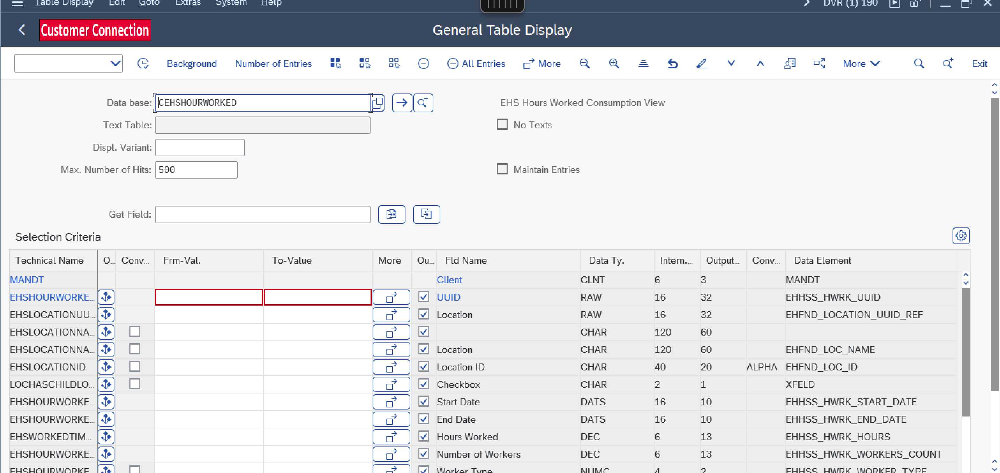 Table Display Edit Goto Extras System Help DVR (1) 190
Customer Connection General Table Display
Background Number of Entries All Entries More More Exit
Data base: CEHSHOURWORKED EHS Hours Worked Consumption View
Text Table: No Texts
Displ. Variant:
Max. Number of Hits: 500 Maintain Entries
Get Field:
Selection Criteria
Technical Name O... Conv... Frm-Val. To-Value More Ou... Fld Name Data Ty. Intern.... Output... Conv... Data Element
MANDT Client CLNT 6 3 MANDT
EHSHOURWORKE... UUID RAW 16 32 EHHSS_HWRK_UUID
EHSLOCATIONUU... Location RAW 16 32 EHFND_LOCATION_UUID_REF
EHSLOCATIONNA... CHAR 120 60
EHSLOCATIONNA... Location CHAR 120 60 EHFND_LOC_NAME
EHSLOCATIONID Location ID CHAR 40 20 ALPHA EHFND_LOC_ID
LOCHASCHILDLO... Checkbox CHAR 2 1 XFELD
EHSHOURWORKE... Start Date DATS 16 10 EHHSS_HWRK_START_DATE
EHSHOURWORKE... End Date DATS 16 10 EHHSS_HWRK_END_DATE
EHSWORKEDTIM... Hours Worked DEC 6 13 EHHSS_HWRK_HOURS
EHSHOURWORKE... Number of Workers DEC 6 13 EHHSS_HWRK_WORKERS_COUNT
EHSHOURWORKE... Worker Type NUMC 4 2 EHHSS_HWRK_WORKER_TYPE